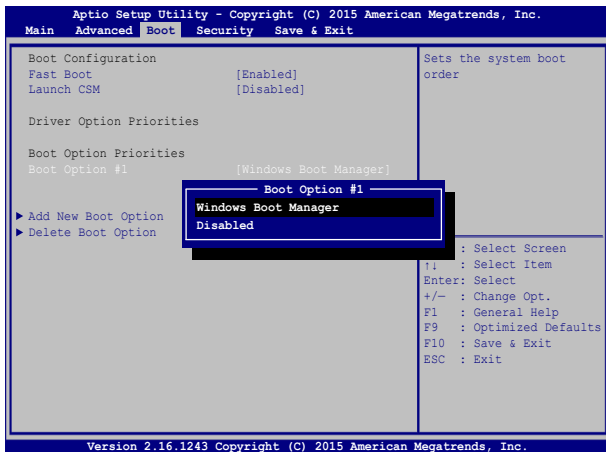 Aptio Setup Utility - Copyright (C) 2015 American Megatrends, Inc.
Main Advanced Boot Security Save & Exit
Boot Configuration
Fast Boot [Enabled]
Launch CSM [Disabled]
Driver Option Priorities
Boot Option Priorities
Boot Option #1 [Windows Boot Manager]
Add New Boot Option
Delete Boot Option
Boot Option #1
Windows Boot Manager
Disabled
Sets the system boot
order
: Select Screen
↑↓ : Select Item
Enter: Select
+/— : Change Opt.
F1 : General Help
F9 : Optimized Defaults
F10 : Save & Exit
ESC : Exit
Version 2.16.1243 Copyright (C) 2015 American Megatrends, Inc.